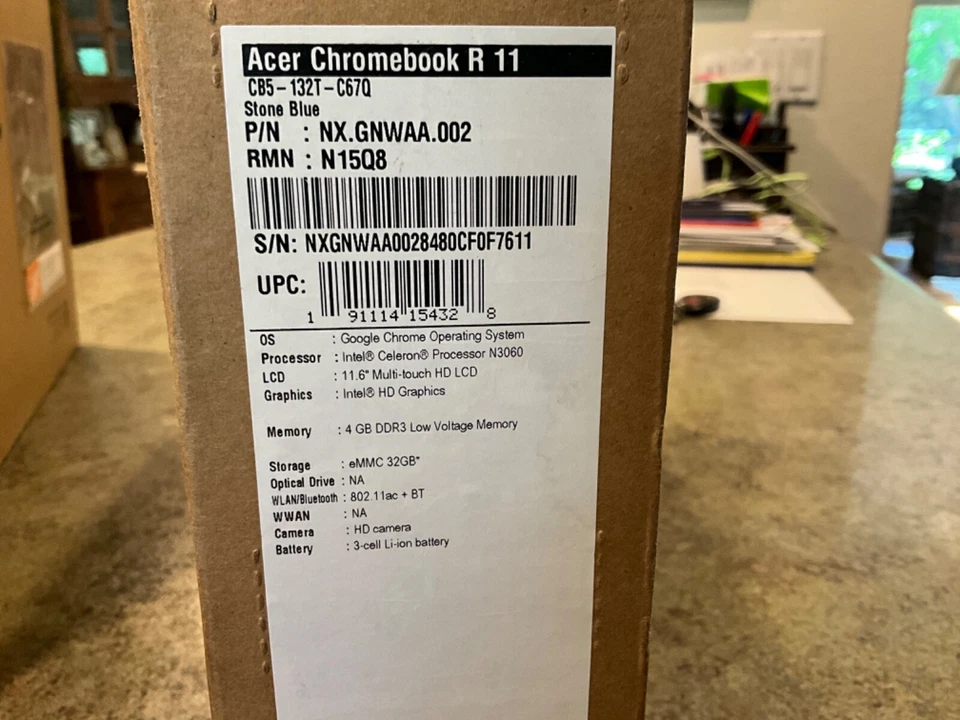 Acer Chromebook R 11
CB5-132T-C67Q
Stone Blue
P/N : NX.GNWAA.002
RMN : N15Q8
S/N: NXGNWAA0028480CF0F7611
UPC:
1 91114 15432 8
OS : Google Chrome Operating System
Processor : Intel® Celeron® Processor N3060
LCD : 11.6" Multi-touch HD LCD
Graphics : Intel® HD Graphics
Memory : 4 GB DDR3 Low Voltage Memory
Storage : eMMC 32GB*
Optical Drive : NA
WLAN/Bluetooth : 802.11ac + BT
WWAN : NA
Camera : HD camera
Battery : 3-cell Li-ion battery